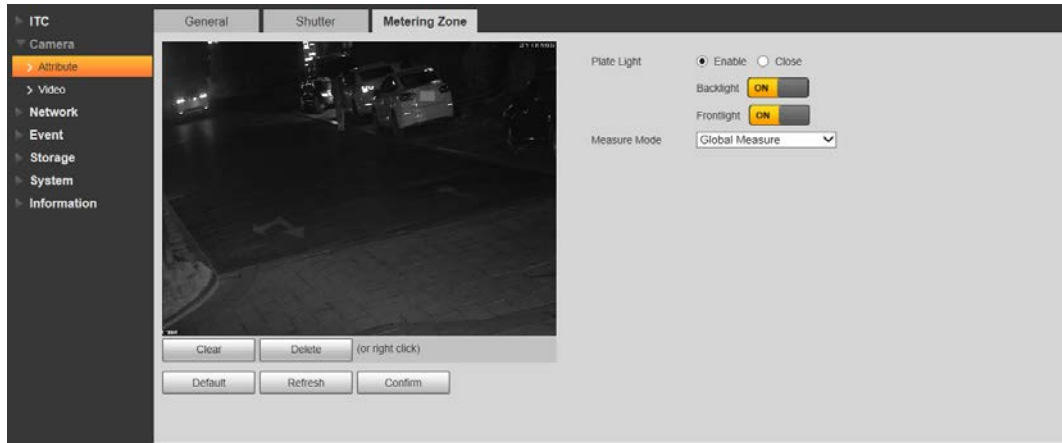 ITC
Camera
Attribute
Video
Network
Event
Storage
System
Information
General
Shutter
Metering Zone
Clear
Delete
(or right click)
Default
Refresh
Confirm
Plate Light
Enable
Close
Backlight
ON
Frontlight
ON
Measure Mode
Global Measure